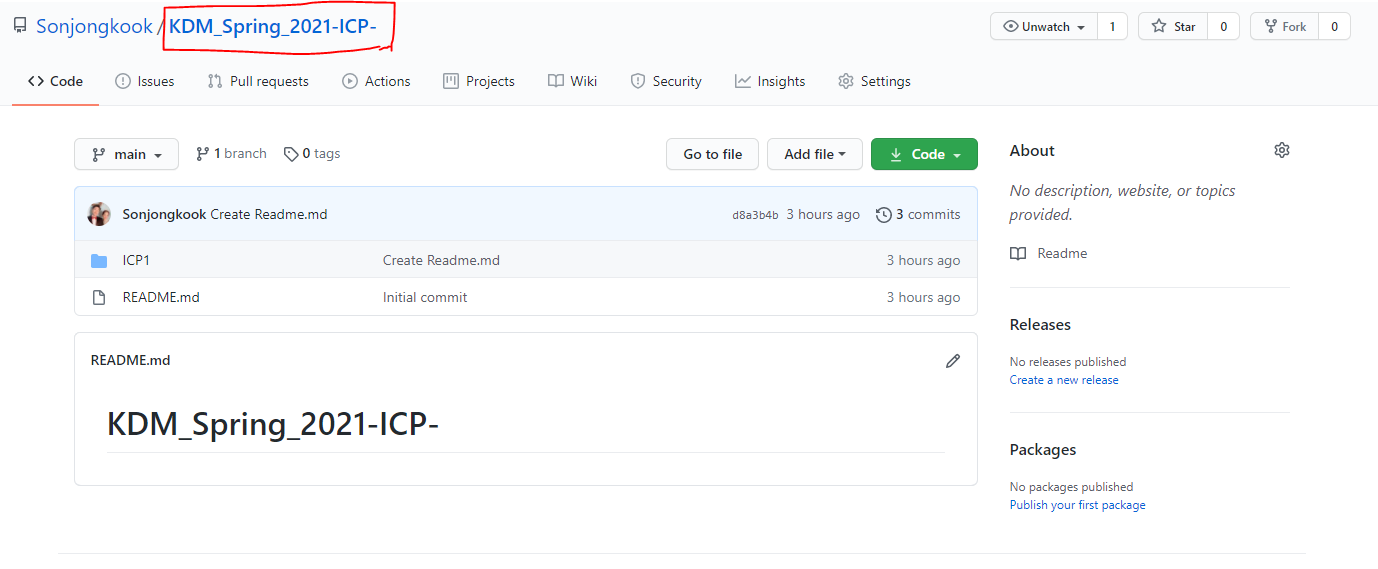 Sonjongkook / KDM_Spring_2021-ICP-
Unwatch 1 Star 0 Fork 0
Code Issues Pull requests Actions Projects Wiki Security Insights Settings
main 1 branch 0 tags Go to file Add file Code
Sonjongkook Create Readme.md d8a3b4b 3 hours ago 3 commits
ICP1 Create Readme.md 3 hours ago
README.md Initial commit 3 hours ago
README.md
KDM_Spring_2021-ICP-
About
No description, website, or topics
provided.
Readme
Releases
No releases published
Create a new release
Packages
No packages published
Publish your first package